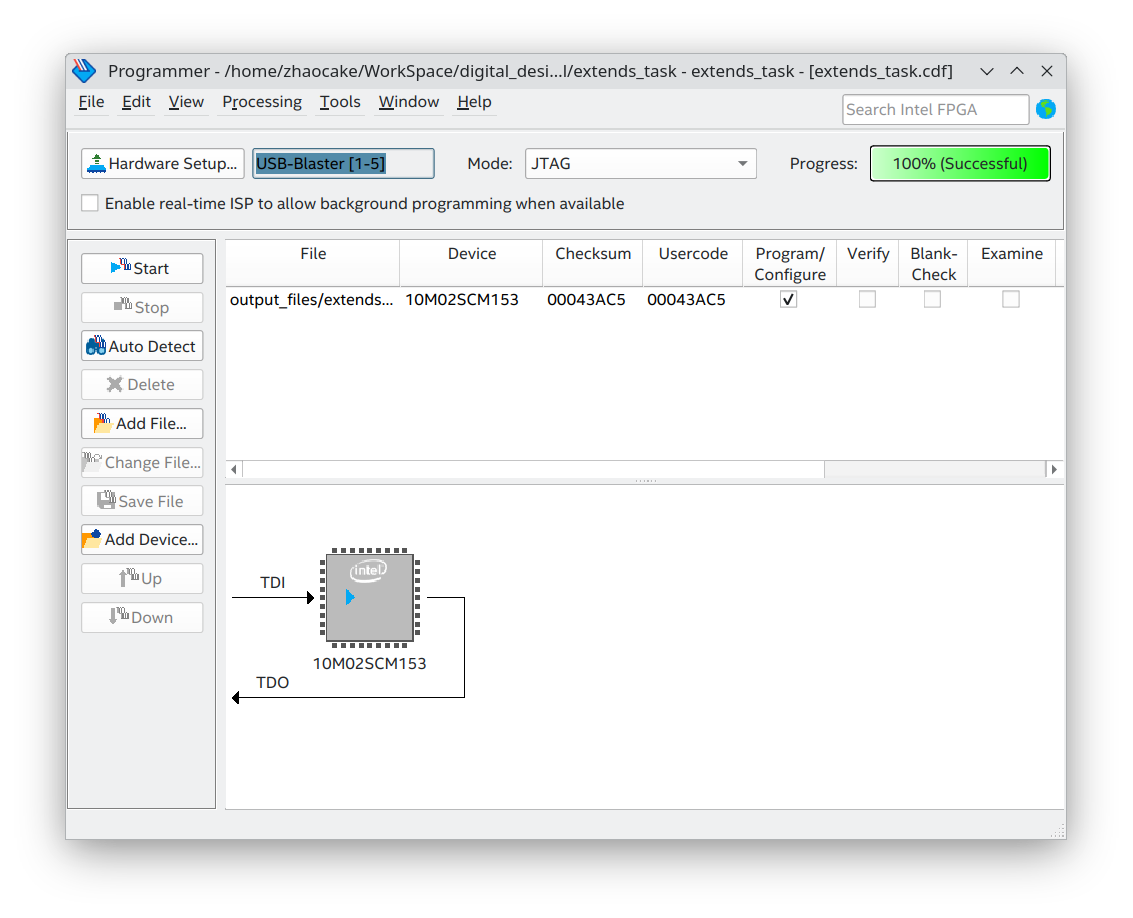 Programmer - /home/zhaocake/WorkSpace/digital_desi...l/extends_task - extends_task - [extends_task.cdf]
File Edit View Processing Tools Window Help
Search Intel FPGA
Hardware Setup... USB-Blaster [1-5] Mode: JTAG Progress: 100% (Successful)
Enable real-time ISP to allow background programming when available
Start
Stop
Auto Detect
Delete
Add File...
Change File...
Save File
Add Device...
Up
Down
File Device Checksum Usercode Program/ Verify Blank- Examine
Configure Check
output_files/extends... 10M02SCM153 00043AC5 00043AC5
TDI
intel
10M02SCM153
TDO